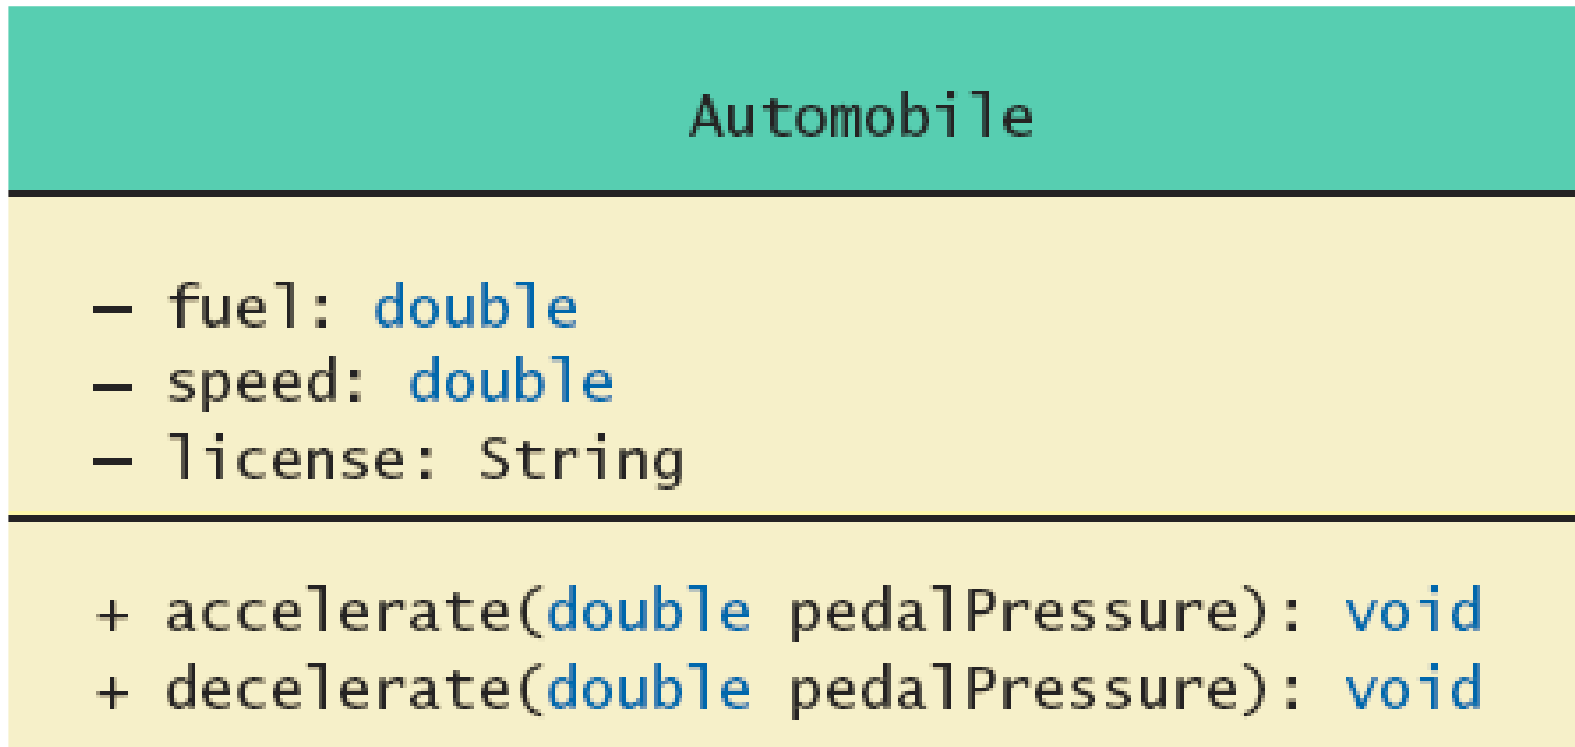 Automobile
– fuel: double
– speed: double
– license: String
+ accelerate(double pedalPressure): void
+ decelerate(double pedalPressure): void